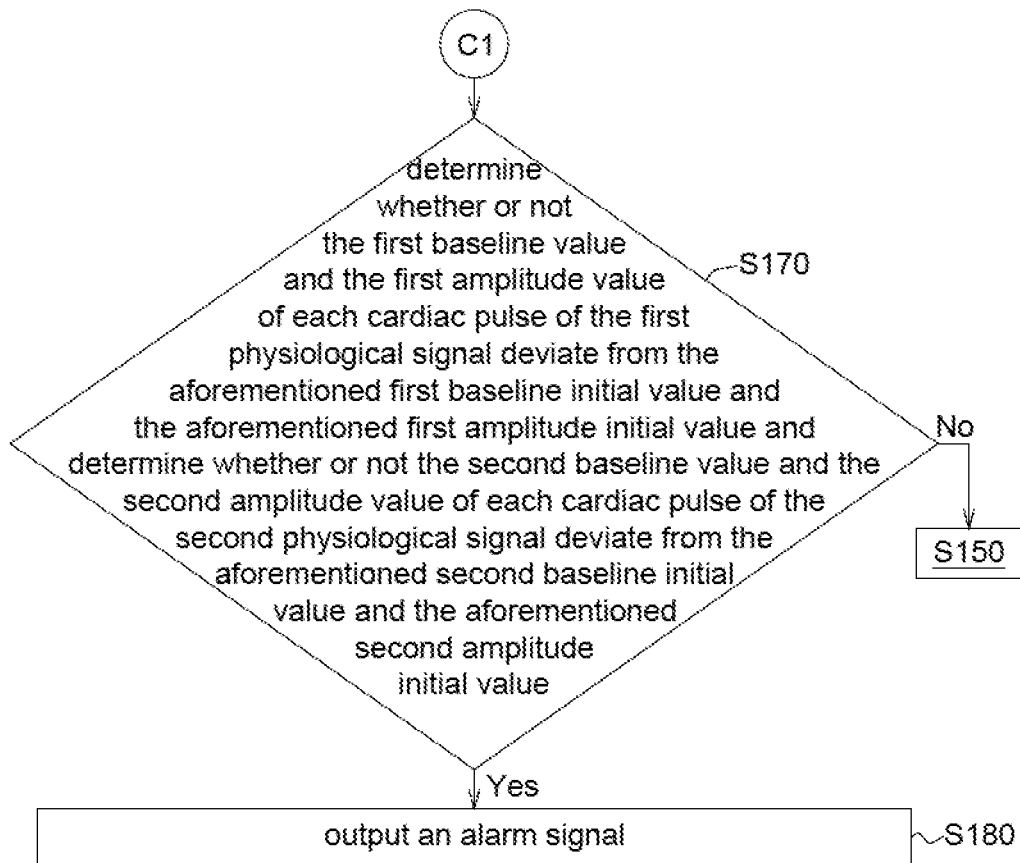 C1
determine
whether or not
the first baseline value
and the first amplitude value
of each cardiac pulse of the first
physiological signal deviate from the
aforementioned first baseline initial value and
the aforementioned first amplitude initial value and
determine whether or not the second baseline value and the
second amplitude value of each cardiac pulse of the
second physiological signal deviate from the
aforementioned second baseline initial
value and the aforementioned
second amplitude
initial value
S170
No
S150
Yes
output an alarm signal
S180